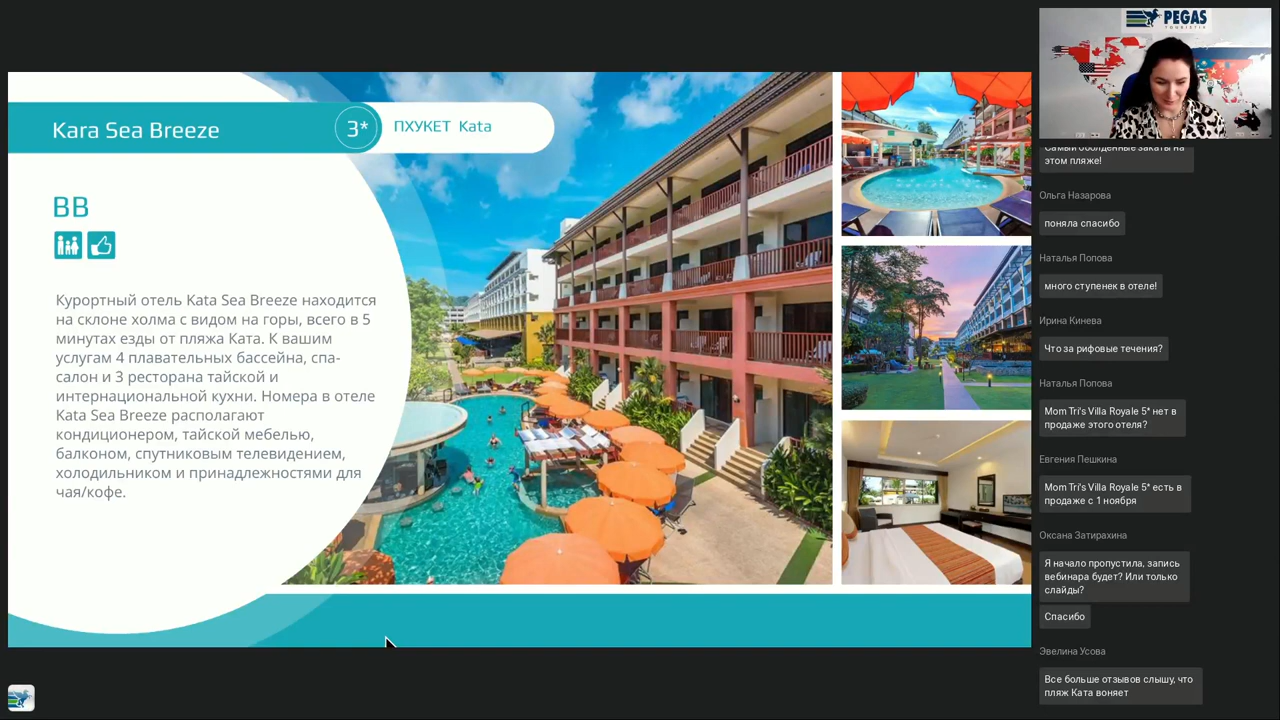 Kara Sea Breeze
3*
ПХУКЕТ Kata
BB
Курортный отель Kata Sea Breeze находится
на склоне холма с видом на горы, всего в 5
минутах езды от пляжа Ката. К вашим
услугам 4 плавательных бассейна, спа-
салон и 3 ресторана тайской и
интернациональной кухни. Номера в отеле
Kata Sea Breeze располагают
кондиционером, тайской мебелью,
балконом, спутниковым телевидением,
холодильником и принадлежностями для
чая/кофе.
PEGAS
TOURISTIK
Самый обалденные закаты на
этом пляже!
Ольга Назарова
поняла спасибо
Наталья Попова
много ступенек в отеле!
Ирина Кинева
Что за рифовые течения?
Наталья Попова
Mom Tri's Villa Royale 5* нет в
продаже этого отеля?
Евгения Пешкина
Mom Tri's Villa Royale 5* есть в
продаже с 1 ноября
Оксана Затирахина
Я начало пропустила, запись
вебинара будет? Или только
слайды?
Спасибо
Эвелина Усова
Все больше отзывов слышу, что
пляж Ката воняет